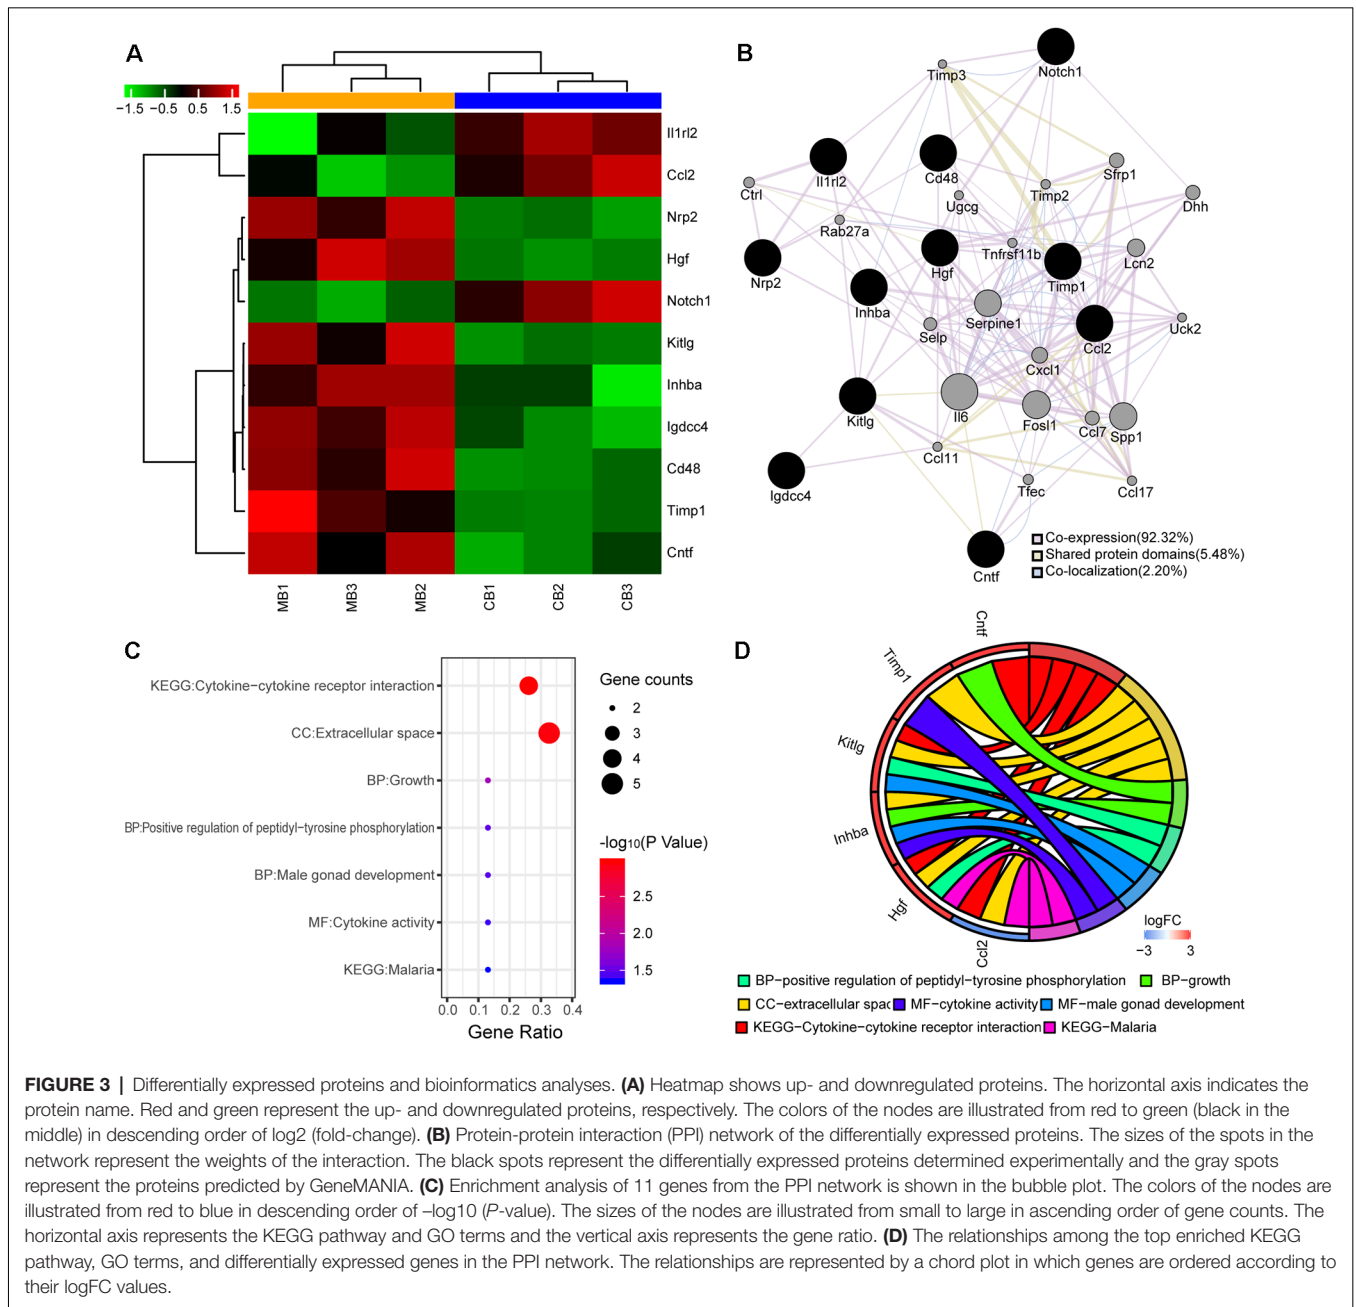 A
−1.5 −0.5 0.5 1.5
Il1rl2
Ccl2
Nrp2
Hgf
Notch1
Kitlg
Inhba
Igdcc4
Cd48
Timp1
Cntf
MB1 MB3 MB2 CB1 CB2 CB3
B
Notch1
Timp3
Il1rl2
Cd48
Sfrp1
Ctrl
Timp2
Ugcg
Dhh
Rab27a
Tnfrsf11b
Lcn2
Nrp2
Hgf
Timp1
Inhba
Serpine1
Uck2
Selp
Ccl2
Cxcl1
Kitlg
Il6
Fosl1
Ccl7
Spp1
Ccl11
Igdcc4
Tfec
Ccl17
Cntf
Co-expression(92.32%)
Shared protein domains(5.48%)
Co-localization(2.20%)
C
KEGG:Cytokine−cytokine receptor interaction
CC:Extracellular space
BP:Growth
BP:Positive regulation of peptidyl−tyrosine phosphorylation
BP:Male gonad development
MF:Cytokine activity
KEGG:Malaria
0.0 0.1 0.2 0.3 0.4
Gene Ratio
Gene counts
2
3
4
5
-log10(P Value)
2.5
2.0
1.5
D
Cntf
Timp1
Kitlg
Inhba
Hgf
Ccl2
logFC
−3 3
BP−positive regulation of peptidyl−tyrosine phosphorylation BP−growth
CC−extracellular spac MF−cytokine activity MF−male gonad development
KEGG−Cytokine−cytokine receptor interaction KEGG−Malaria
FIGURE 3 | Differentially expressed proteins and bioinformatics analyses. (A) Heatmap shows up- and downregulated proteins. The horizontal axis indicates the
protein name. Red and green represent the up- and downregulated proteins, respectively. The colors of the nodes are illustrated from red to green (black in the
middle) in descending order of log2 (fold-change). (B) Protein-protein interaction (PPI) network of the differentially expressed proteins. The sizes of the spots in the
network represent the weights of the interaction. The black spots represent the differentially expressed proteins determined experimentally and the gray spots
represent the proteins predicted by GeneMANIA. (C) Enrichment analysis of 11 genes from the PPI network is shown in the bubble plot. The colors of the nodes are
illustrated from red to blue in descending order of –log10 (P-value). The sizes of the nodes are illustrated from small to large in ascending order of gene counts. The
horizontal axis represents the KEGG pathway and GO terms and the vertical axis represents the gene ratio. (D) The relationships among the top enriched KEGG
pathway, GO terms, and differentially expressed genes in the PPI network. The relationships are represented by a chord plot in which genes are ordered according to
their logFC values.